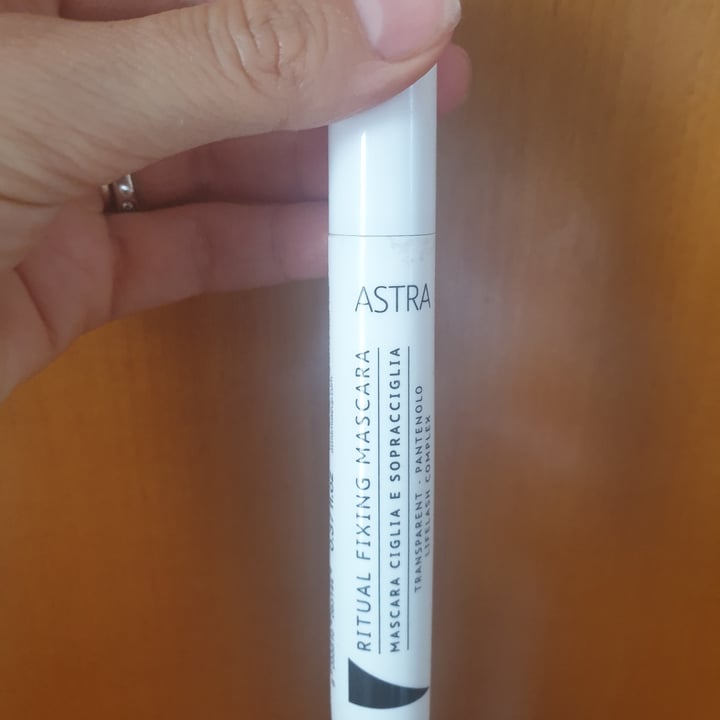 ASTRA
RITUAL FIXING MASCARA
MASCARA CIGLIA E SOPRACCIGLIA
TRANSPARENT - PANTENOLO
LIFELASH COMPLEX